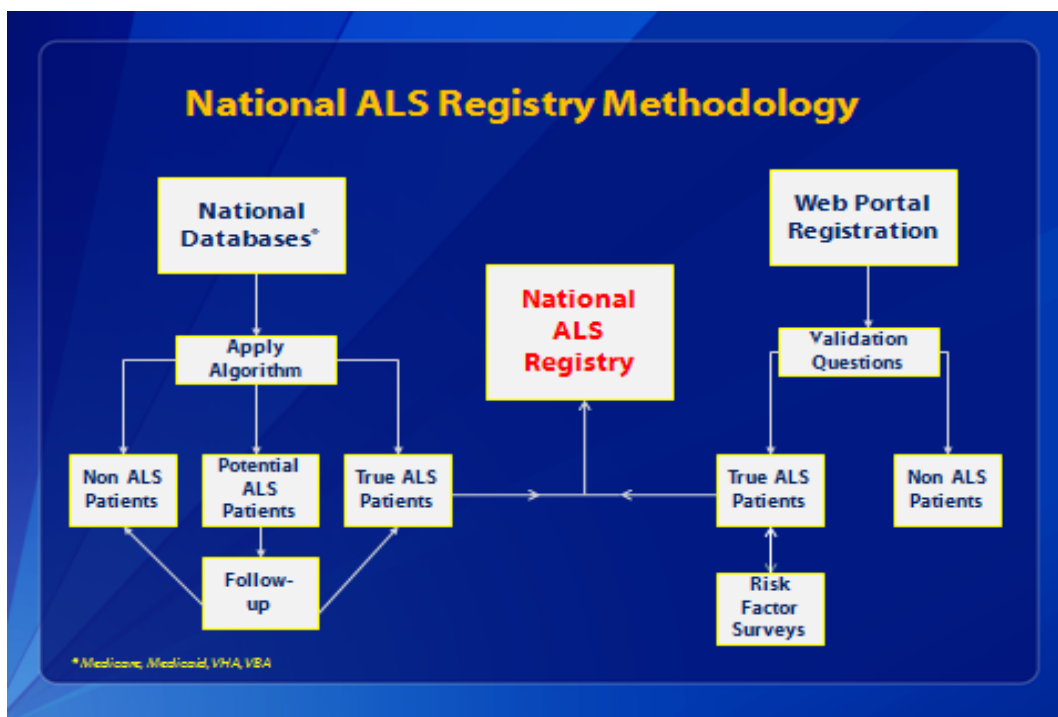 National ALS Registry Methodology
National
Databases*
Web Portal
Registration
National
ALS
Registry
Apply
Algorithm
Validation
Questions
Non ALS
Patients
Potential
ALS
Patients
True ALS
Patients
True ALS
Patients
Non ALS
Patients
Follow-
up
Risk
Factor
Surveys
* Medicare, Medicaid, VHA, VBA